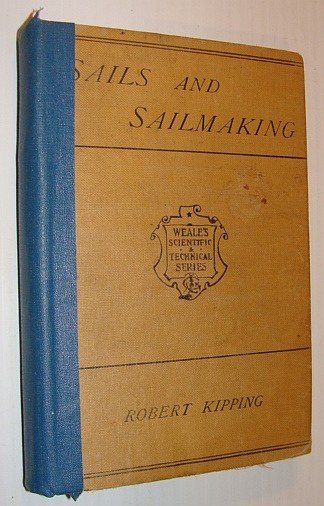 SAILS AND
SAILMAKING
WEALE'S
SCIENTIFIC
&
TECHNICAL
SERIES
ROBERT KIPPING